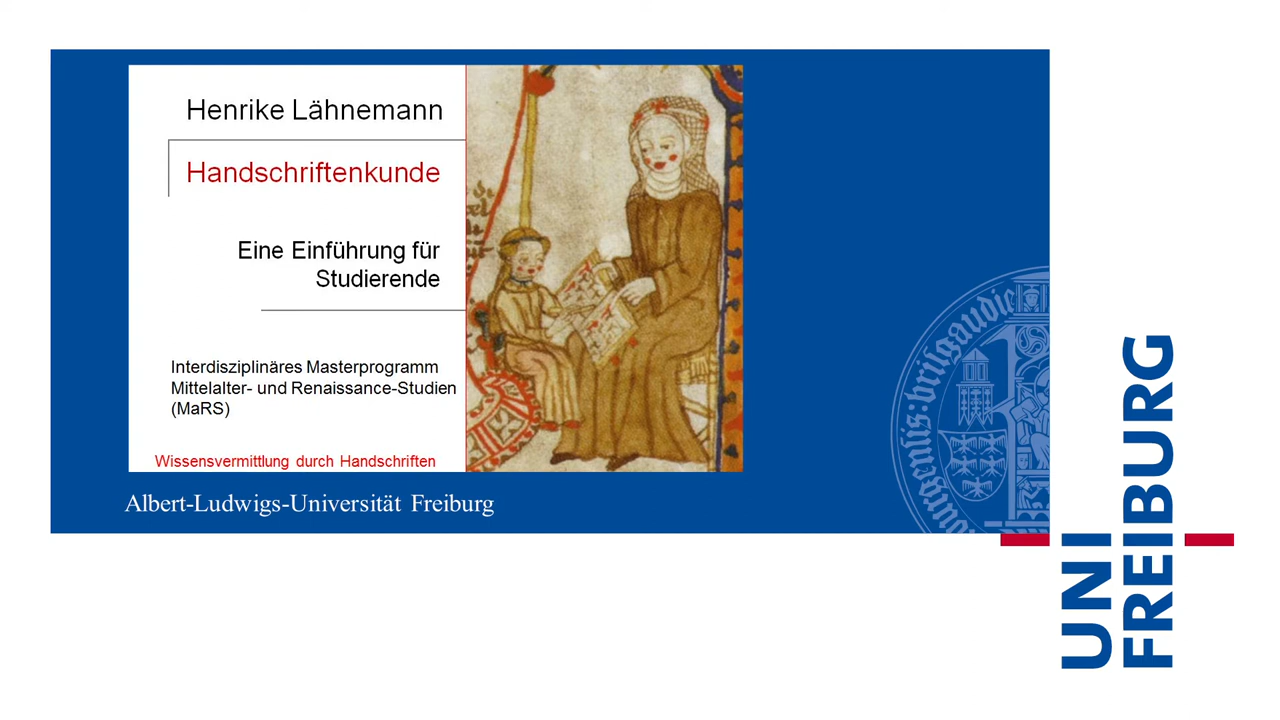 Henrike Lähnemann
Handschriftenkunde
Eine Einführung für
Studierende
Interdisziplinäres Masterprogramm
Mittelalter- und Renaissance-Studien
(MaRS)
Wissensvermittlung durch Handschriften
Albert-Ludwigs-Universität Freiburg
UNI
FREIBURG